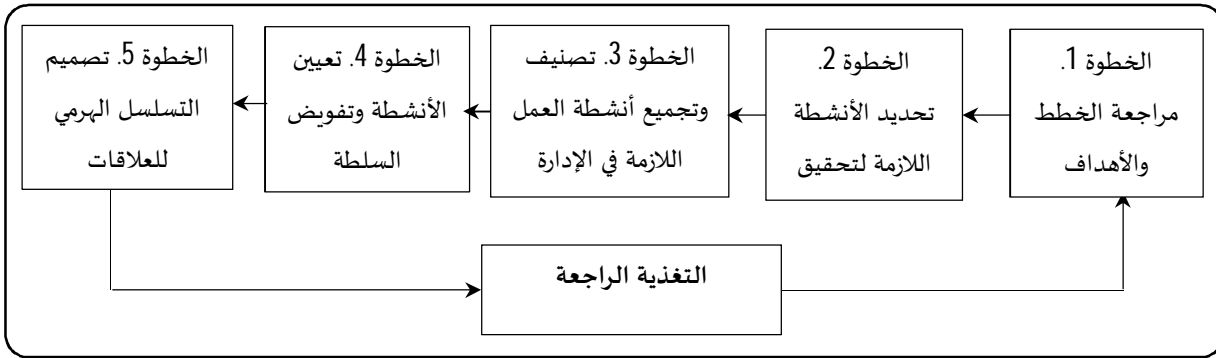 الخطوة 1.
مراجعة الخطط
والأهداف
الخطوة 2.
تحديد الأنشطة
اللازمة لتحقيق
الخطوة 3. تصنيف
وتجميع أنشطة العمل
اللازمة في الإدارة
الخطوة 4. تعيين
الأنشطة وتفويض
السلطة
الخطوة 5. تصميم
التسلسل الهرمي
للعلاقات
التغذية الراجعة